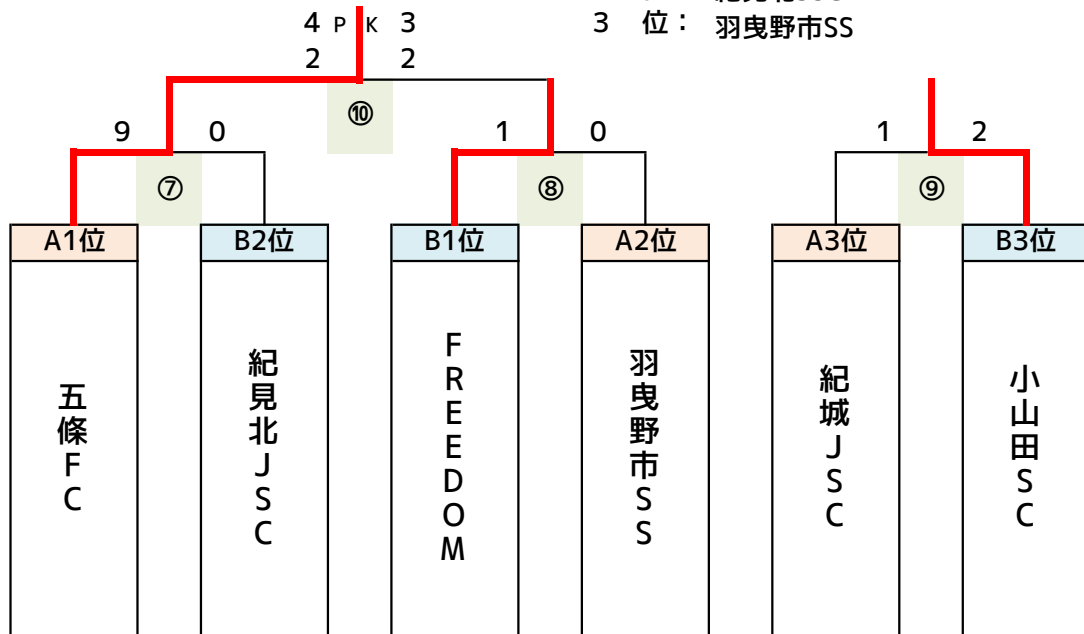 4 PK 3
3 位： 羽曳野市SS
2 2
⑩
9 0
1 0
1 2
⑦
⑧
⑨
A1位
B2位
B1位
A2位
A3位
B3位
五條FC
紀見北JSC
FREEDOM
羽曳野市SS
紀城JSC
小山田SC